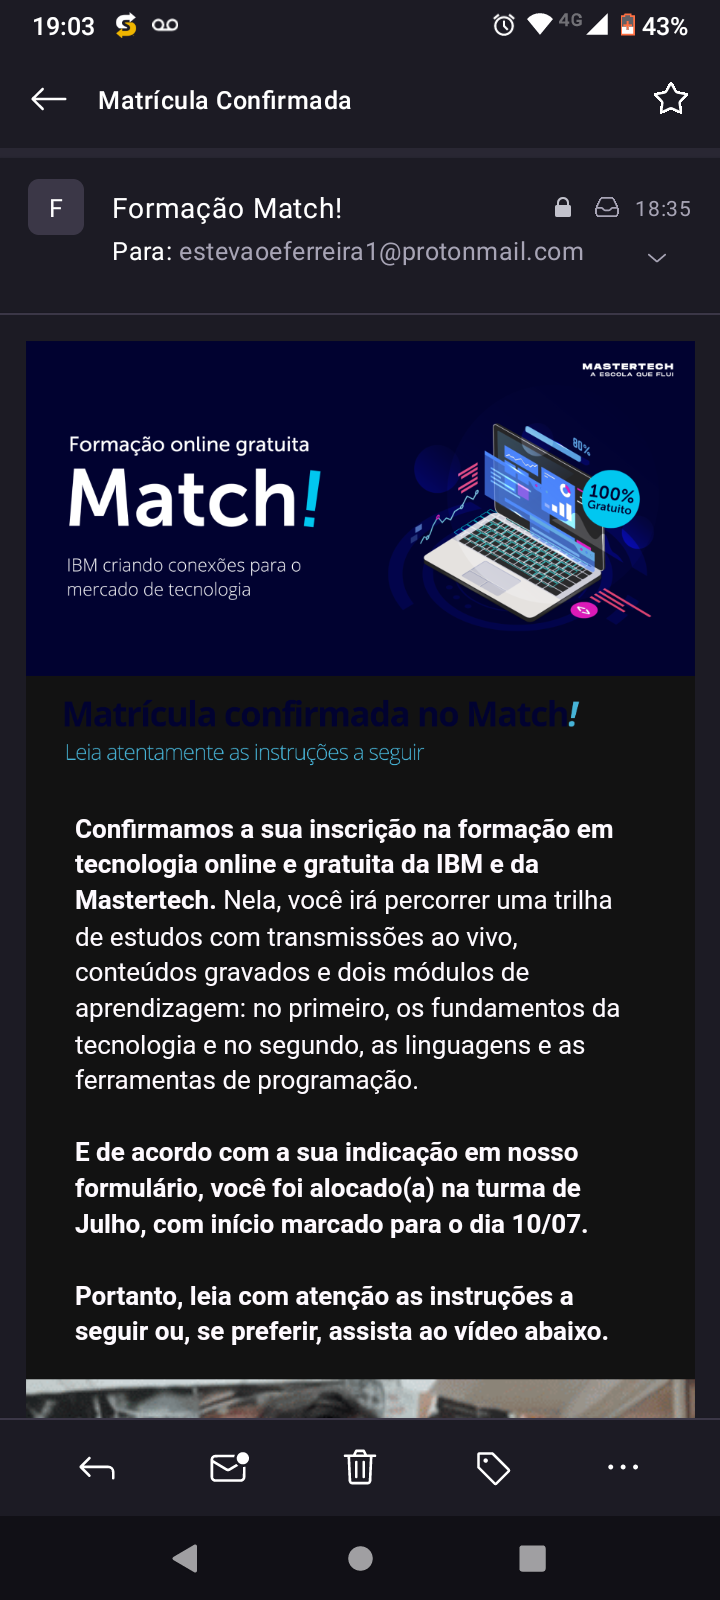 19:03
4G
43%
Matrícula Confirmada
F
Formação Match!
18:35
Para: estevaoeferreira1@protonmail.com
MASTERTECH
A ESCOLA QUE FLUI
Formação online gratuita
Match!
IBM criando conexões para o
mercado de tecnologia
80%
100%
Gratuito
Matrícula confirmada no Match!
Leia atentamente as instruções a seguir
Confirmamos a sua inscrição na formação em
tecnologia online e gratuita da IBM e da
Mastertech. Nela, você irá percorrer uma trilha
de estudos com transmissões ao vivo,
conteúdos gravados e dois módulos de
aprendizagem: no primeiro, os fundamentos da
tecnologia e no segundo, as linguagens e as
ferramentas de programação.
E de acordo com a sua indicação em nosso
formulário, você foi alocado(a) na turma de
Julho, com início marcado para o dia 10/07.
Portanto, leia com atenção as instruções a
seguir ou, se preferir, assista ao vídeo abaixo.